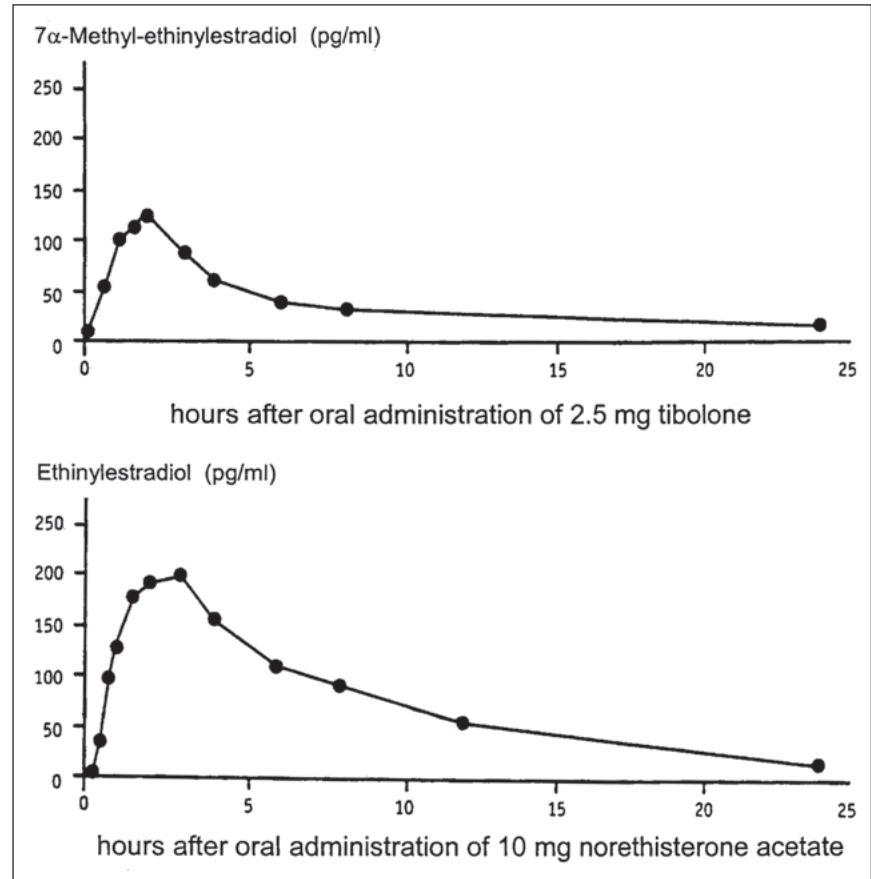 7α-Methyl-ethinylestradiol (pg/ml)
250
200
150
100
50
0
0 5 10 15 20 25
hours after oral administration of 2.5 mg tibolone
Ethinylestradiol (pg/ml)
250
200
150
100
50
0
0 5 10 15 20 25
hours after oral administration of 10 mg norethisterone acetate